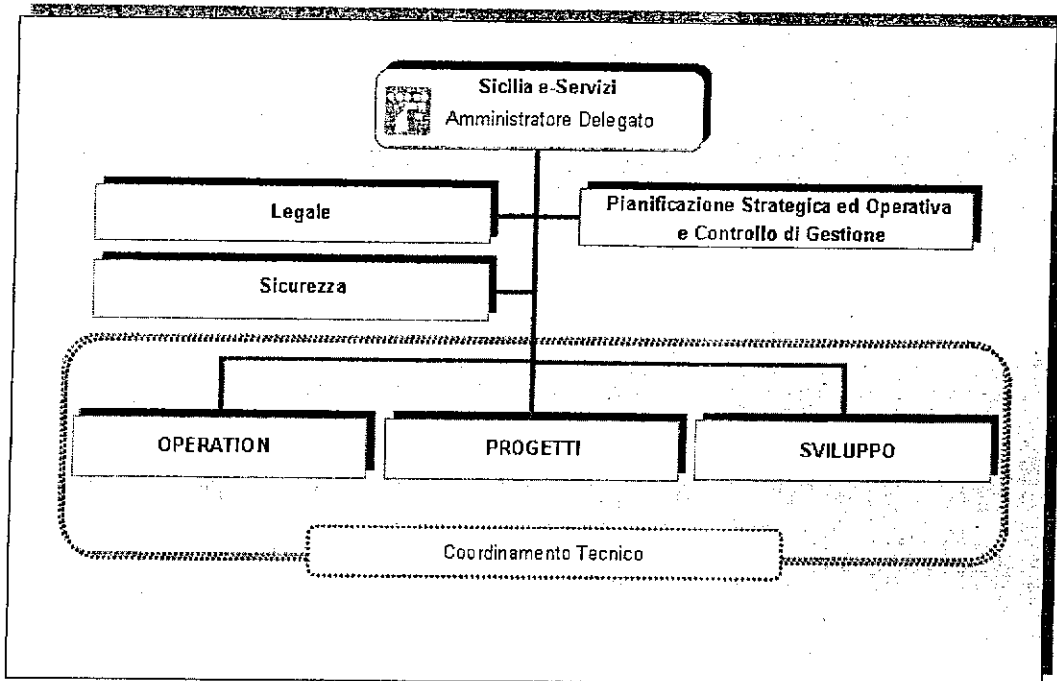 Sicilia e-Servizi
Amministratore Delegato
Legale
Pianificazione Strategica ed Operativa
e Controllo di Gestione
Sicurezza
OPERATION
PROGETTI
SVILUPPO
Coordinamento Tecnico